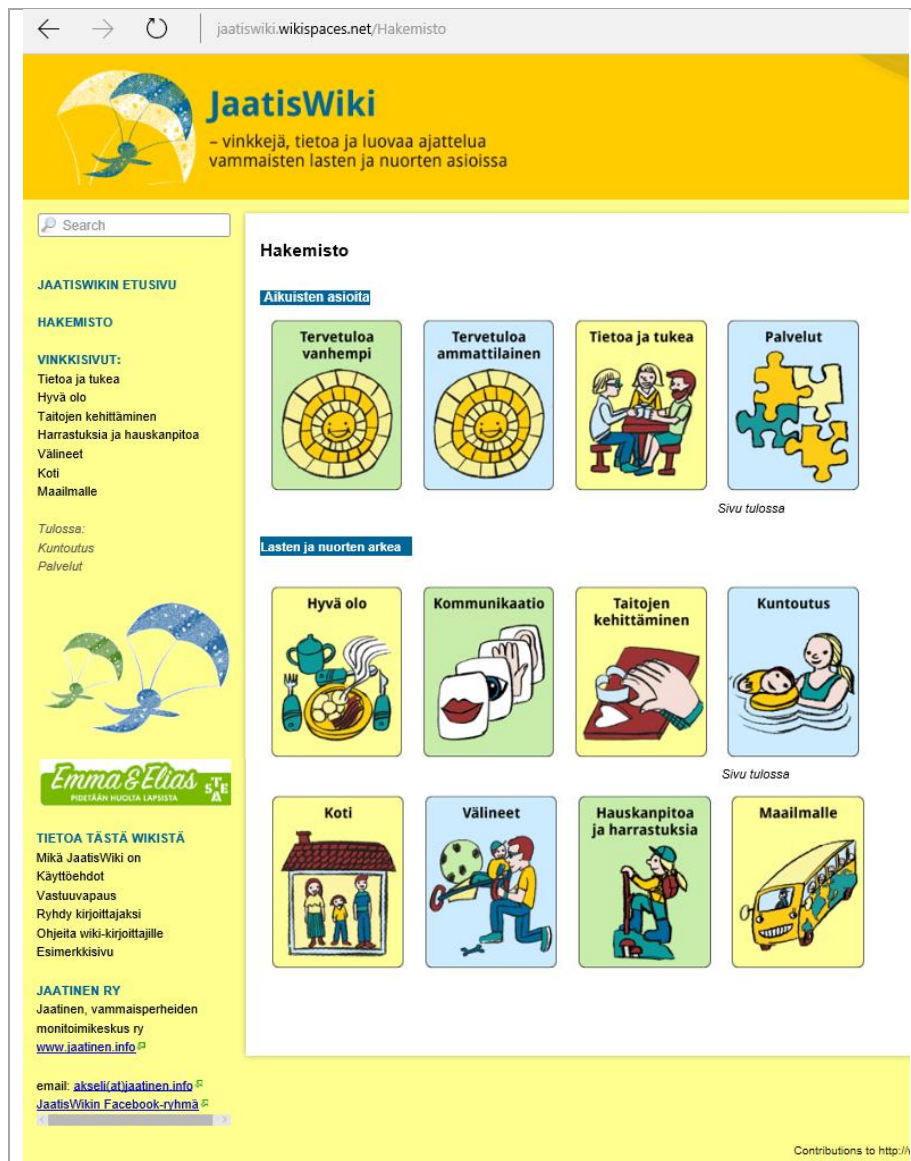 jaatiswiki.wikispaces.net/Hakemisto
JaatisWiki
– vinkkejä, tietoa ja luovaa ajattelua
vammaisten lasten ja nuorten asioissa
Search
JAATISWIKIN ETUSIVU
HAKEMISTO
VINKKISIVUT:
Tietoa ja tukea
Hyvä olo
Taitojen kehittäminen
Harrastuksia ja hauskanpitoa
Välineet
Koti
Maailmalle
Tulossa:
Kuntoutus
Palvelut
Emma & Elias
PIDETÄÄN HUOLTA LAPSISTA
STEA
TIETOA TÄSTÄ WIKISTÄ
Mikä JaatisWiki on
Käyttöehdot
Vastuuvapaus
Ryhdy kirjoittajaksi
Ohjeita wiki-kirjoittajille
Esimerkkisivu
JAATINEN RY
Jaatinen, vammaisperheiden
monitoimikeskus ry
www.jaatinen.info
email: akseli(at)jaatinen.info
JaatisWikin Facebook-ryhmä
Hakemisto
Aikuisten asioita
Tervetuloa
vanhempi
Tervetuloa
ammattilainen
Tietoa ja tukea
Palvelut
Sivu tulossa
Lasten ja nuorten arkea
Hyvä olo
Kommunikaatio
Taitojen
kehittäminen
Kuntoutus
Sivu tulossa
Koti
Välineet
Hauskanpitoa
ja harrastuksia
Maailmalle
Contributions to http://